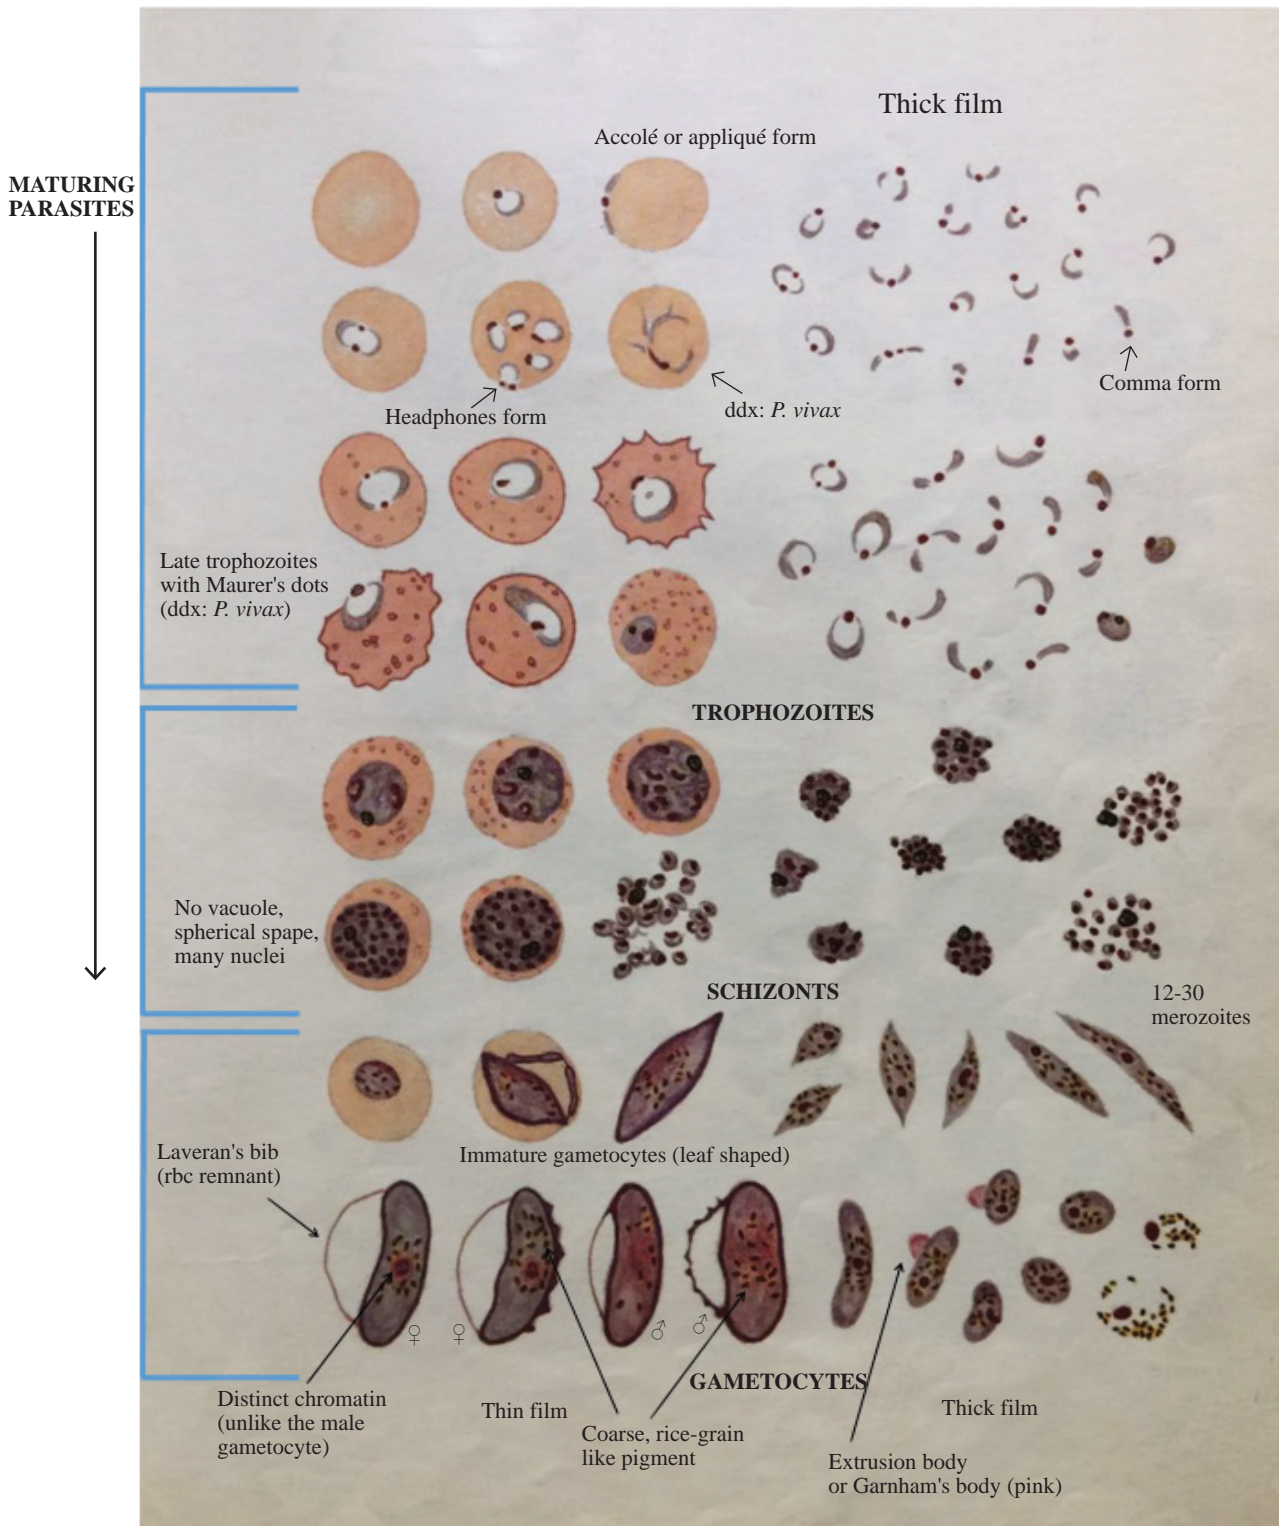 Thick film
Accolé or appliqué form
MATURING
PARASITES
Comma form
Headphones form
ddx: P. vivax
Late trophozoites
with Maurer's dots
(ddx: P. vivax)
TROPHOZOITES
No vacuole,
spherical spape,
many nuclei
SCHIZONTS
12-30
merozoites
Laveran's bib
(rbc remnant)
Immature gametocytes (leaf shaped)
♀
♀
♂
♂
GAMETOCYTES
Distinct chromatin
(unlike the male
gametocyte)
Thin film
Coarse, rice-grain
like pigment
Thick film
Extrusion body
or Garnham's body (pink)